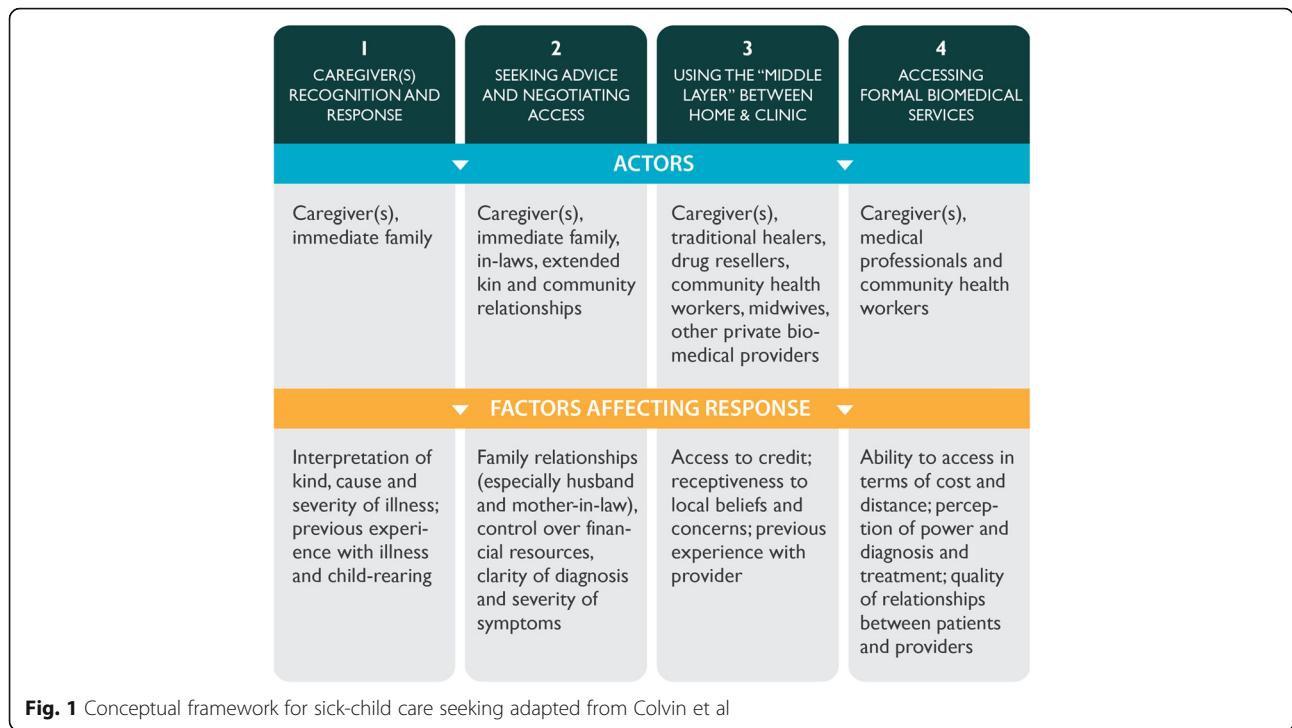 1
CAREGIVER(S)
RECOGNITION AND
RESPONSE
2
SEEKING ADVICE
AND NEGOTIATING
ACCESS
3
USING THE “MIDDLE
LAYER” BETWEEN
HOME & CLINIC
4
ACCESSING
FORMAL BIOMEDICAL
SERVICES
ACTORS
Caregiver(s),
immediate family
Caregiver(s),
immediate family,
in-laws, extended
kin and community
relationships
Caregiver(s),
traditional healers,
drug resellers,
community health
workers, midwives,
other private bio-
medical providers
Caregiver(s),
medical
professionals and
community health
workers
FACTORS AFFECTING RESPONSE
Interpretation of
kind, cause and
severity of illness;
previous experi-
ence with illness
and child-rearing
Family relationships
(especially husband
and mother-in-law),
control over finan-
cial resources,
clarity of diagnosis
and severity of
symptoms
Access to credit;
receptiveness to
local beliefs and
concerns; previous
experience with
provider
Ability to access in
terms of cost and
distance; percep-
tion of power and
diagnosis and
treatment; quality
of relationships
between patients
and providers
Fig. 1 Conceptual framework for sick-child care seeking adapted from Colvin et al